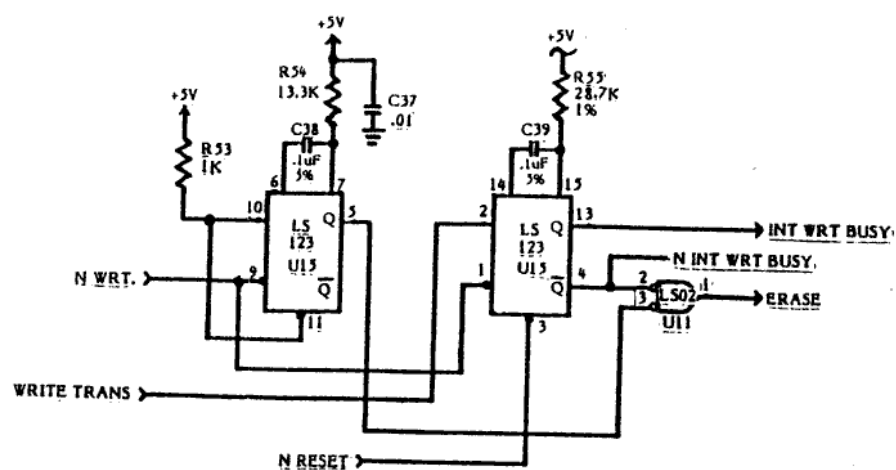 +5V
R54
13.3K
C37
.01
+5V
R53
1K
C38
.1uF
5%
6
7
10
LS
123
U15
Q
5
N WRT.
9
Q
11
+5V
R55
28.7K
1%
C39
.1uF
5%
14
15
2
LS
123
U15
Q
13
INT WRT BUSY
1
Q
4
N INT WRT BUSY
2
3
LS02
1
ERASE
U11
3
WRITE TRANS
N RESET